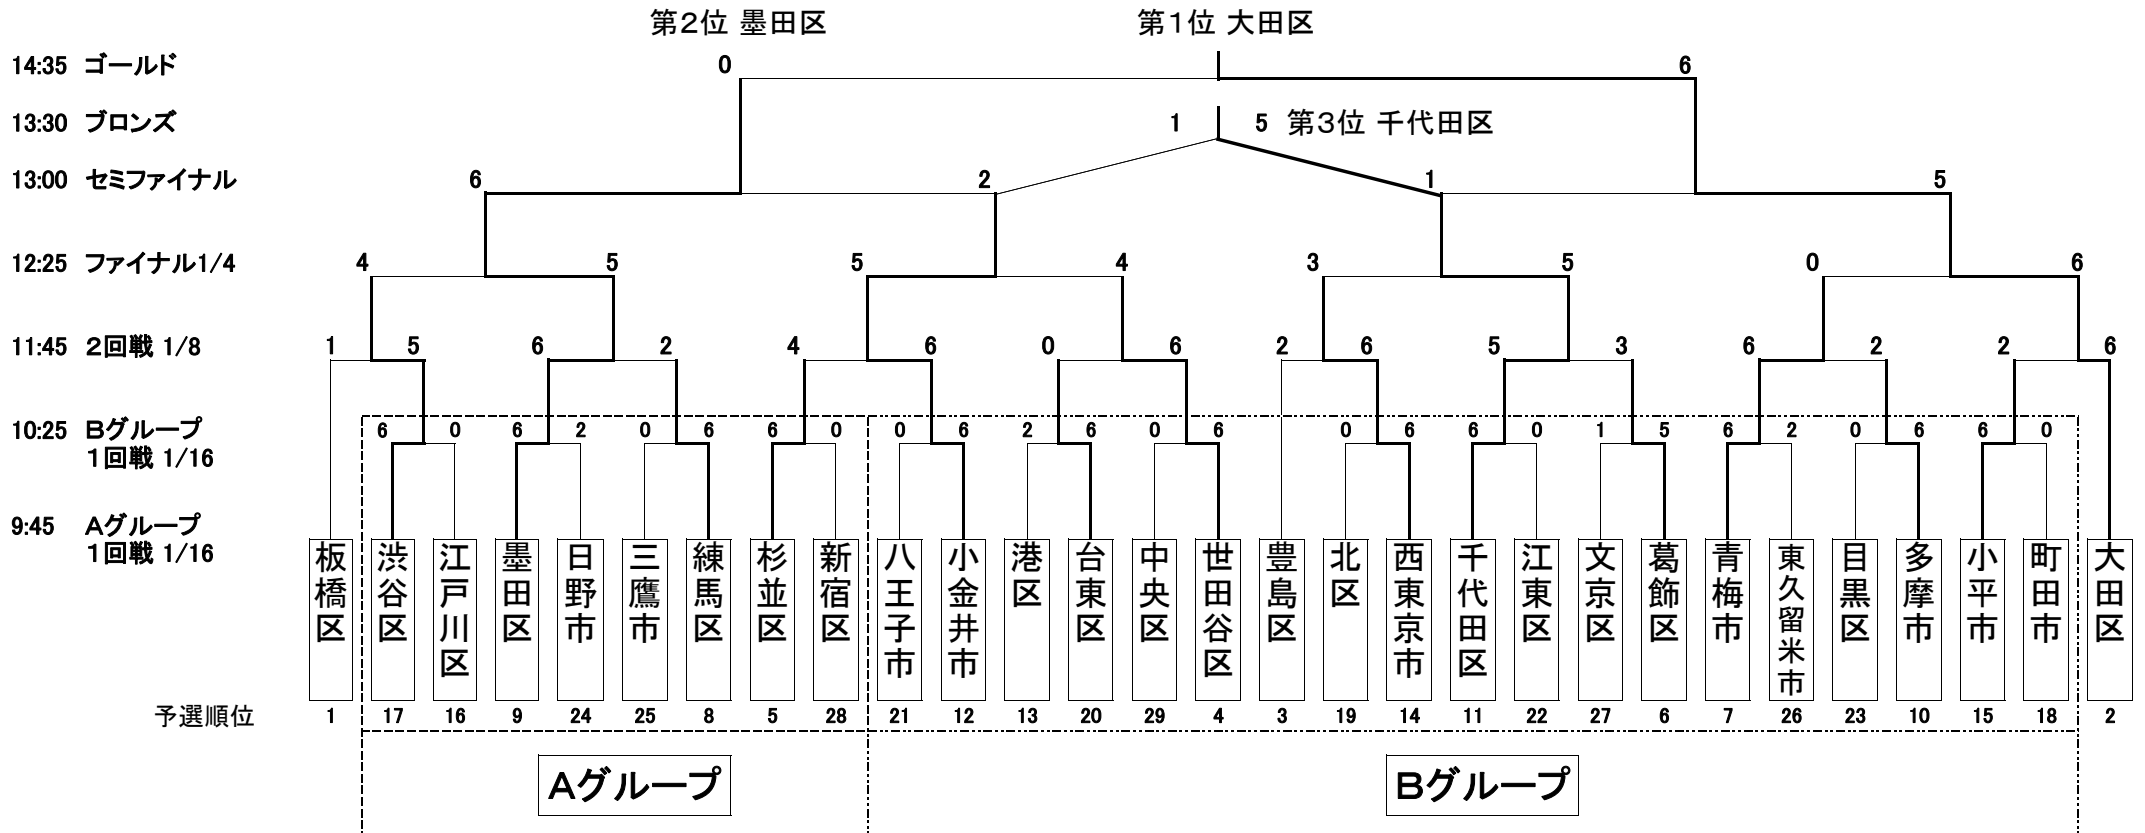 第２位 墨田区 第１位 大田区
14:35 ゴールド 0 6
13:30 ブロンズ 1 5 第３位 千代田区
13:00 セミファイナル 6 2 1 5
12:25 ファイナル1/4 4 5 5 4 3 5 0 6
11:45 ２回戦 1/8 1 5 6 2 4 6 0 6 2 6 5 3 6 2 2 6
10:25 Ｂグループ 6 0 6 2 0 6 6 0 0 6 2 6 0 6 0 6 6 0 1 5 6 2 0 6 6 0
１回戦 1/16
9:45 Ａグループ
１回戦 1/16
板橋区
渋谷区
江戸川区
墨田区
日野市
三鷹市
練馬区
杉並区
新宿区
八王子市
小金井市
港区
台東区
中央区
世田谷区
豊島区
北区
西東京市
千代田区
江東区
文京区
葛飾区
青梅市
東久留米市
目黒区
多摩市
小平市
町田市
大田区
予選順位 1 17 16 9 24 25 8 5 28 21 12 13 20 29 4 3 19 14 11 22 27 6 7 26 23 10 15 18 2
Ａグループ Ｂグループ